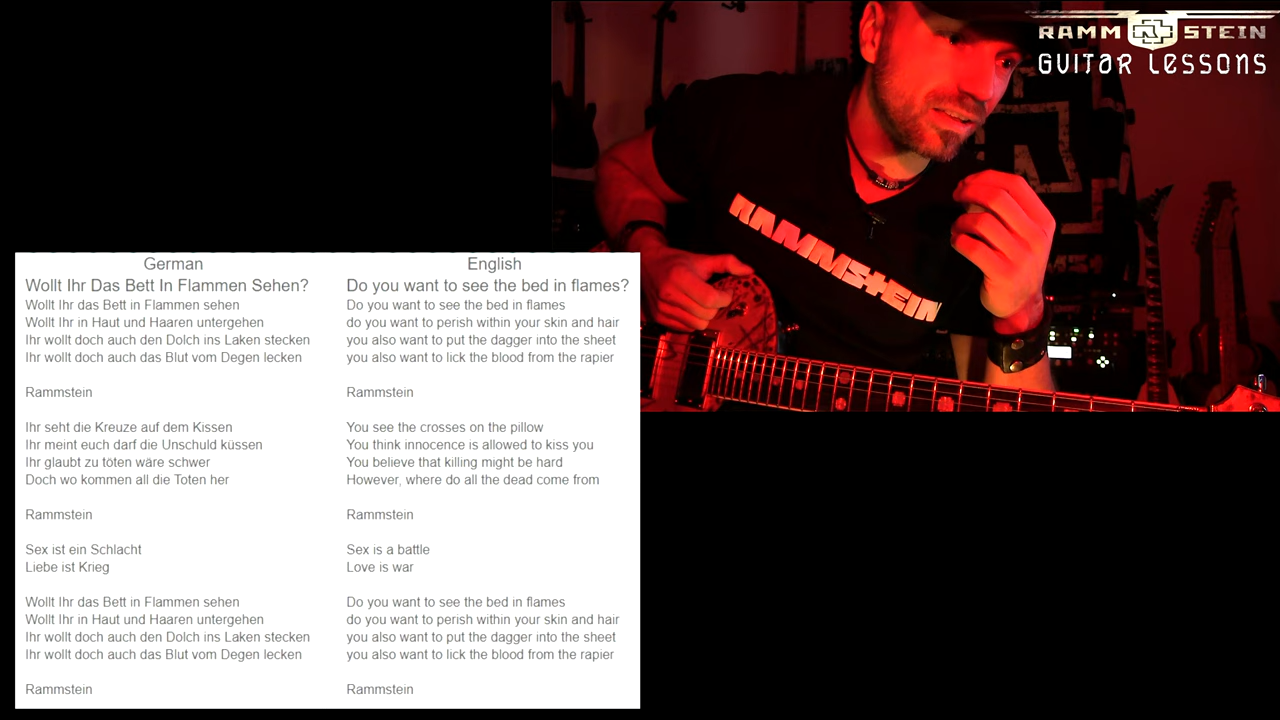 RAMMSTEIN
GUITAR LESSONS
RAMMSTEIN
German
Wollt Ihr Das Bett In Flammen Sehen?
Wollt Ihr das Bett in Flammen sehen
Wollt Ihr in Haut und Haaren untergehen
Ihr wollt doch auch den Dolch ins Laken stecken
Ihr wollt doch auch das Blut vom Degen lecken
Rammstein
Ihr seht die Kreuze auf dem Kissen
Ihr meint euch darf die Unschuld küssen
Ihr glaubt zu töten wäre schwer
Doch wo kommen all die Toten her
Rammstein
Sex ist ein Schlacht
Liebe ist Krieg
Wollt Ihr das Bett in Flammen sehen
Wollt Ihr in Haut und Haaren untergehen
Ihr wollt doch auch den Dolch ins Laken stecken
Ihr wollt doch auch das Blut vom Degen lecken
Rammstein
English
Do you want to see the bed in flames?
Do you want to see the bed in flames
do you want to perish within your skin and hair
you also want to put the dagger into the sheet
you also want to lick the blood from the rapier
Rammstein
You see the crosses on the pillow
You think innocence is allowed to kiss you
You believe that killing might be hard
However, where do all the dead come from
Rammstein
Sex is a battle
Love is war
Do you want to see the bed in flames
do you want to perish within your skin and hair
you also want to put the dagger into the sheet
you also want to lick the blood from the rapier
Rammstein